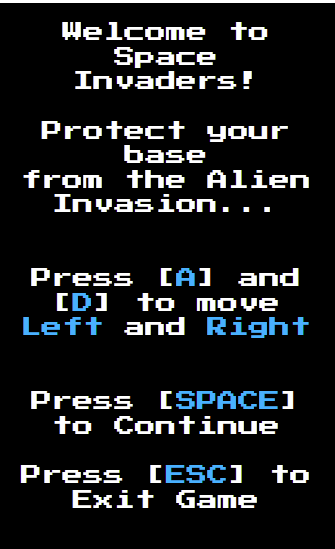 Welcome to
Space
Invaders!
Protect your
base
from the Alien
Invasion...
Press [A] and
[D] to move
Left and Right
Press [SPACE]
to Continue
Press [ESC] to
Exit Game